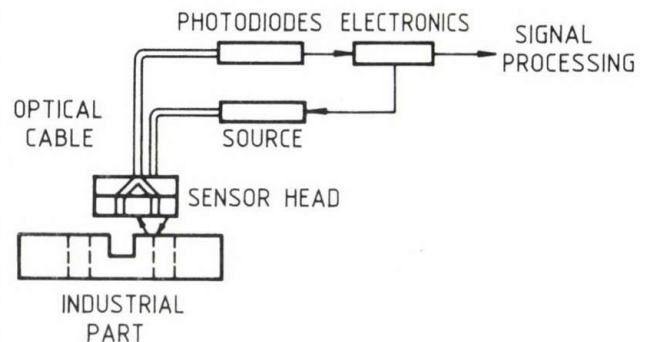 PHOTODIODES ELECTRONICS
SIGNAL
PROCESSING
OPTICAL
CABLE
SOURCE
SENSOR HEAD
INDUSTRIAL
PART